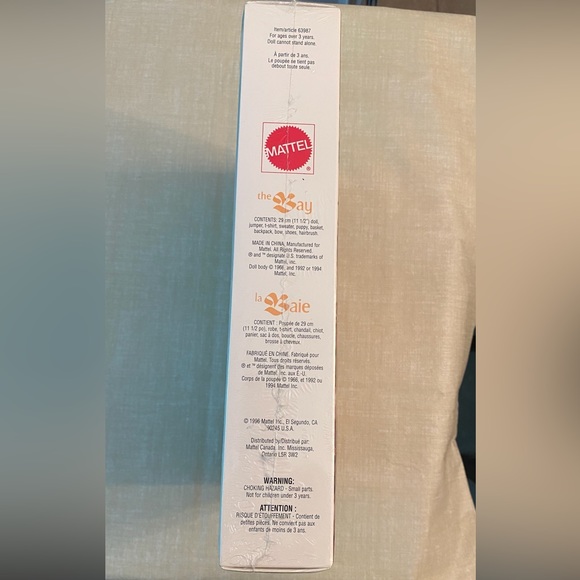 Item/article 63987
For ages over 3 years.
Doll cannot stand alone.
À partir de 3 ans.
La poupée ne tient pas
debout toute seule.
MATTEL
®
the Bay
CONTENTS: 29 cm (11 1/2") doll,
jumper, t-shirt, sweater, puppy, basket,
backpack, bow, shoes, hairbrush.
MADE IN CHINA, Manufactured for
Mattel. All Rights Reserved.
® and ™ designate U.S. trademarks of
Mattel, Inc.
Doll body © 1966, and 1992 or 1994
Mattel, Inc.
la Baie
CONTIENT : Poupée de 29 cm
(11 1/2 po), robe, t-shirt, chandail, chiot,
panier, sac à dos, boucle, chaussures,
brosse à cheveux.
FABRIQUÉ EN CHINE. Fabriqué pour
Mattel. Tous droits réservés.
® et ™ désignent des marques déposées
de Mattel, Inc. aux É.-U.
Corps de la poupée © 1966, et 1992 ou
1994 Mattel Inc.
© 1996 Mattel Inc., El Segundo, CA
90245 U.S.A.
Distributed by/Distribué par:
Mattel Canada, Inc. Mississauga,
Ontario L5R 3W2
WARNING:
CHOKING HAZARD - Small parts.
Not for children under 3 years.
ATTENTION :
RISQUE D'ÉTOUFFEMENT - Contient de
petites pièces. Ne convient pas aux
enfants de moins de 3 ans.